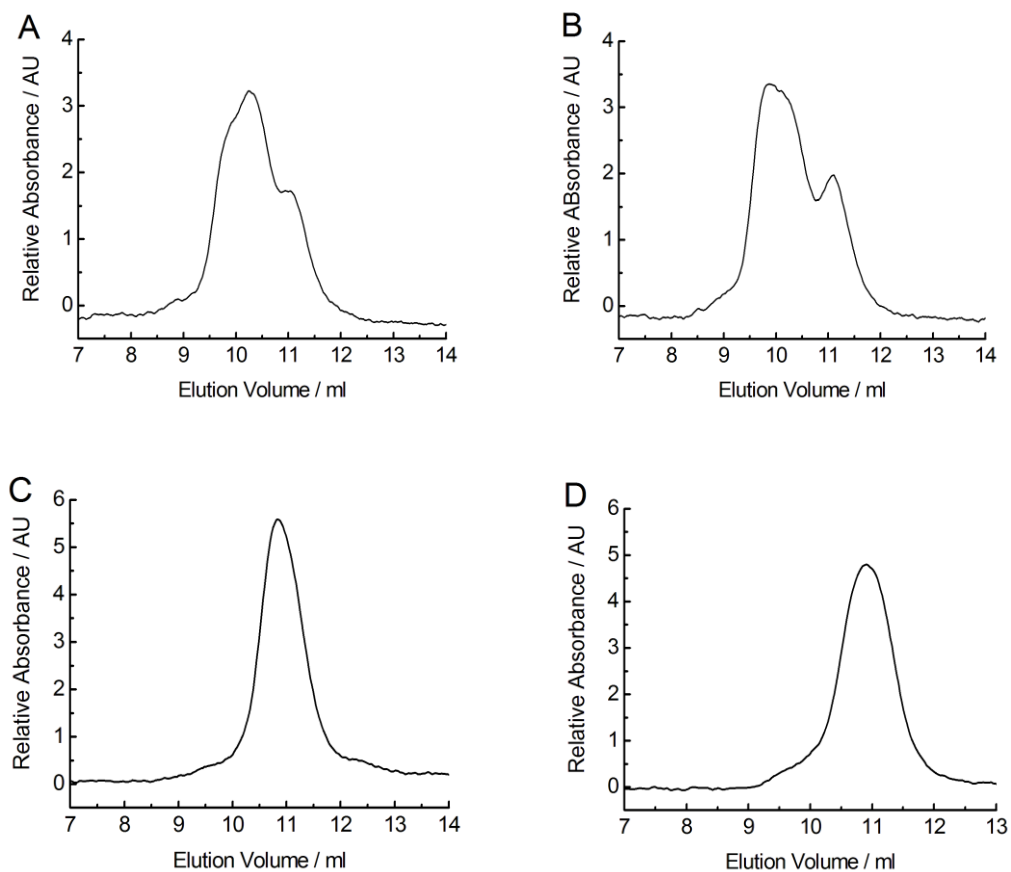 A
Relative Absorbance / AU
4
3
2
1
0
7 8 9 10 11 12 13 14
Elution Volume / ml
B
Relative ABsorbance / AU
4
3
2
1
0
7 8 9 10 11 12 13 14
Elution Volume / ml
C
Relative Absorbance / AU
6
5
4
3
2
1
0
7 8 9 10 11 12 13 14
Elution Volume / ml
D
Relative Absorbance / AU
6
5
4
3
2
1
0
7 8 9 10 11 12 13
Elution Volume / ml